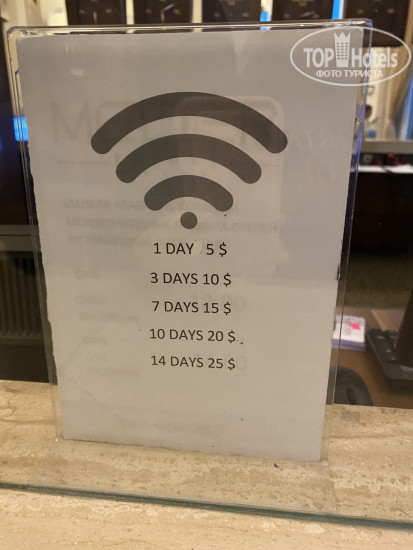 TOP Hotels
ФОТО ТУРИСТА
1 DAY 5 $
3 DAYS 10 $
7 DAYS 15 $
10 DAYS 20 $
14 DAYS 25 $